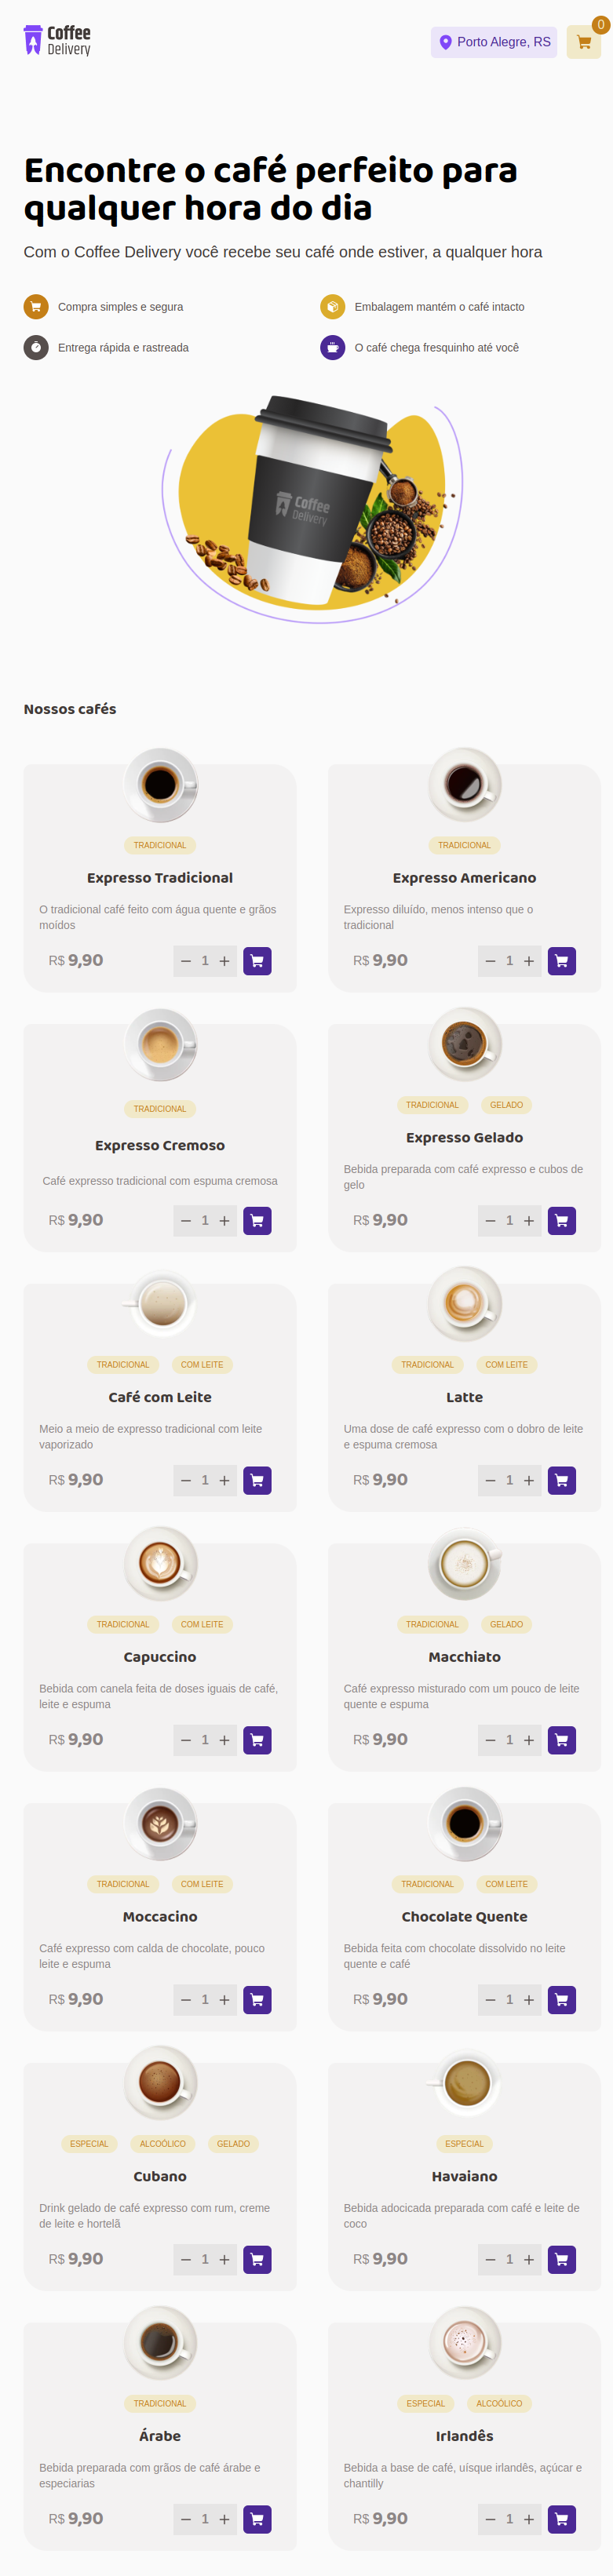 Coffee
Delivery
Porto Alegre, RS
0
Encontre o café perfeito para
qualquer hora do dia
Com o Coffee Delivery você recebe seu café onde estiver, a qualquer hora
Compra simples e segura
Embalagem mantém o café intacto
Entrega rápida e rastreada
O café chega fresquinho até você
Coffee
Delivery
Nossos cafés
TRADICIONAL
Expresso Tradicional
O tradicional café feito com água quente e grãos
moídos
R$ 9,90
1
TRADICIONAL
Expresso Americano
Expresso diluído, menos intenso que o
tradicional
R$ 9,90
1
TRADICIONAL
Expresso Cremoso
Café expresso tradicional com espuma cremosa
R$ 9,90
1
TRADICIONAL GELADO
Expresso Gelado
Bebida preparada com café expresso e cubos de
gelo
R$ 9,90
1
TRADICIONAL COM LEITE
Café com Leite
Meio a meio de expresso tradicional com leite
vaporizado
R$ 9,90
1
TRADICIONAL COM LEITE
Latte
Uma dose de café expresso com o dobro de leite
e espuma cremosa
R$ 9,90
1
TRADICIONAL COM LEITE
Capuccino
Bebida com canela feita de doses iguais de café,
leite e espuma
R$ 9,90
1
TRADICIONAL GELADO
Macchiato
Café expresso misturado com um pouco de leite
quente e espuma
R$ 9,90
1
TRADICIONAL COM LEITE
Moccacino
Café expresso com calda de chocolate, pouco
leite e espuma
R$ 9,90
1
TRADICIONAL COM LEITE
Chocolate Quente
Bebida feita com chocolate dissolvido no leite
quente e café
R$ 9,90
1
ESPECIAL ALCOÓLICO GELADO
Cubano
Drink gelado de café expresso com rum, creme
de leite e hortelã
R$ 9,90
1
ESPECIAL
Havaiano
Bebida adocicada preparada com café e leite de
coco
R$ 9,90
1
TRADICIONAL
Árabe
Bebida preparada com grãos de café árabe e
especiarias
R$ 9,90
1
ESPECIAL ALCOÓLICO
Irlandês
Bebida a base de café, uísque irlandês, açúcar e
chantilly
R$ 9,90
1